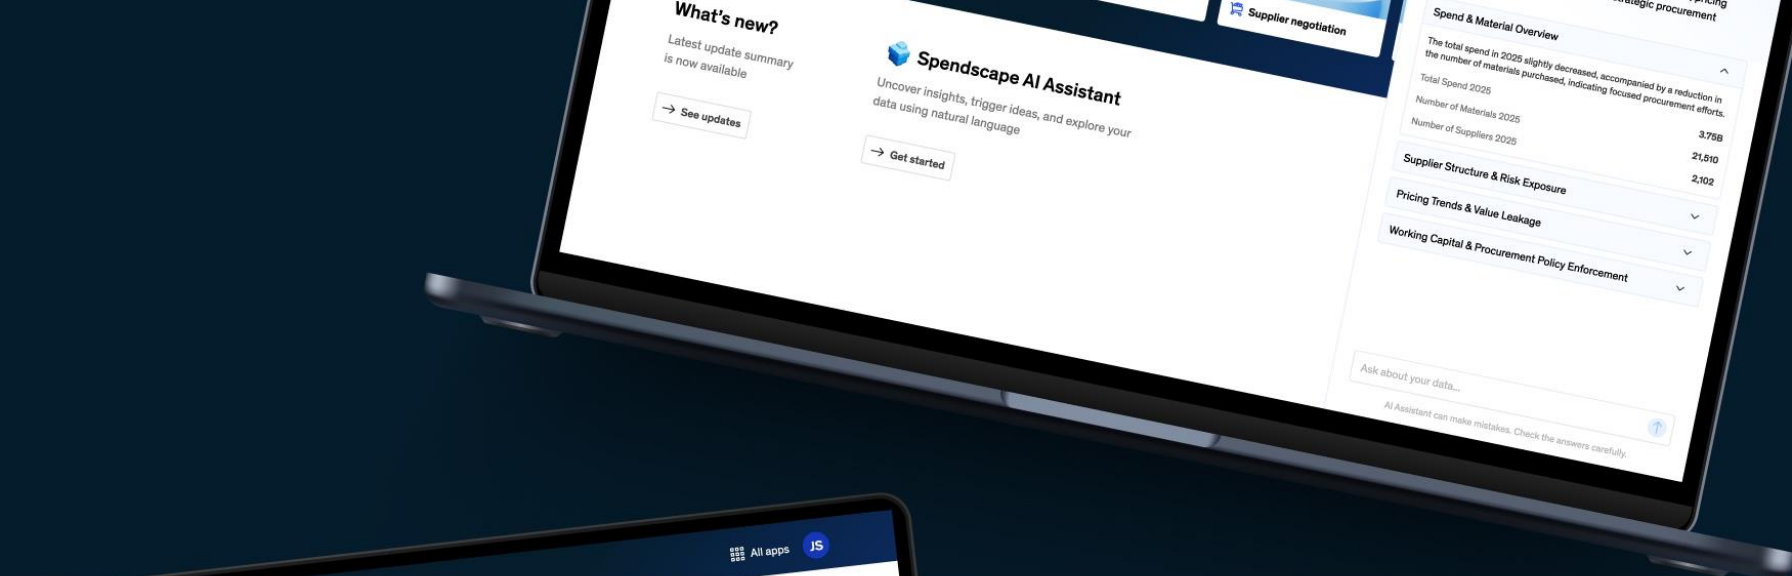 What's new?
Latest update summary
is now available
→ See updates
Spendscape AI Assistant
Uncover insights, trigger ideas, and explore your
data using natural language
→ Get started
Supplier negotiation
pricing
strategic procurement
Spend & Material Overview
The total spend in 2025 slightly decreased, accompanied by a reduction in
the number of materials purchased, indicating focused procurement efforts.
Total Spend 2025 3.75B
Number of Materials 2025 21,510
Number of Suppliers 2025 2,102
Supplier Structure & Risk Exposure
Pricing Trends & Value Leakage
Working Capital & Procurement Policy Enforcement
Ask about your data...
AI Assistant can make mistakes. Check the answers carefully.
All apps JS